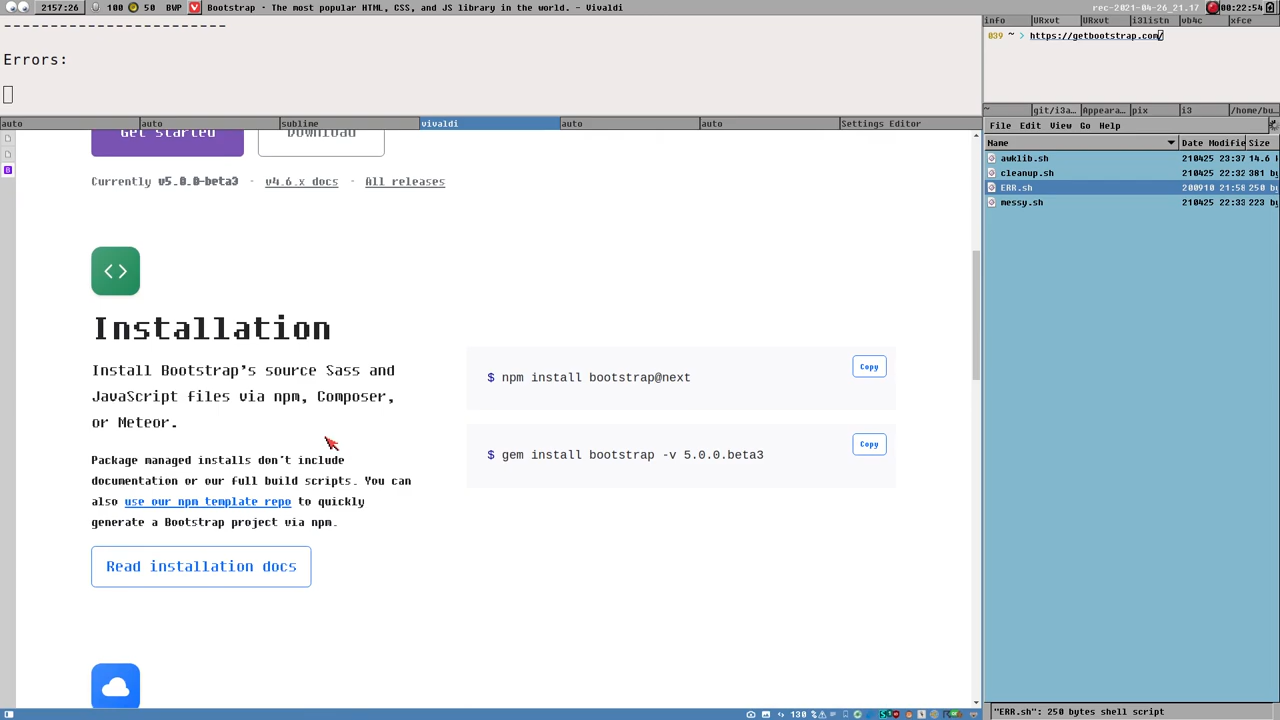 2157:26 100 50 BWP Bootstrap - The most popular HTML, CSS, and JS library in the world. - Vivaldi rec-2021-04-26_21.17 00:22:54
------------------------
Errors:
info URxvt URxvt i3listn vb4c xfce
039 ~ > https://getbootstrap.com/
~ git/i3a… Appeara… pix i3 /home/bu…
auto auto sublime vivaldi auto auto Settings Editor
File Edit View Go Help
Name Date Modifie Size
awklib.sh 210425 23:37 14.6
cleanup.sh 210425 22:32 381 by
ERR.sh 200910 21:58 250 by
messy.sh 210425 22:33 223 by
Get started Download
Currently v5.0.0-beta3 · v4.6.x docs · All releases
Installation
Install Bootstrap's source Sass and
JavaScript files via npm, Composer,
or Meteor.
Package managed installs don't include
documentation or our full build scripts. You can
also use our npm template repo to quickly
generate a Bootstrap project via npm.
Read installation docs
$ npm install bootstrap@next
Copy
$ gem install bootstrap -v 5.0.0.beta3
Copy
130
"ERR.sh": 250 bytes shell script